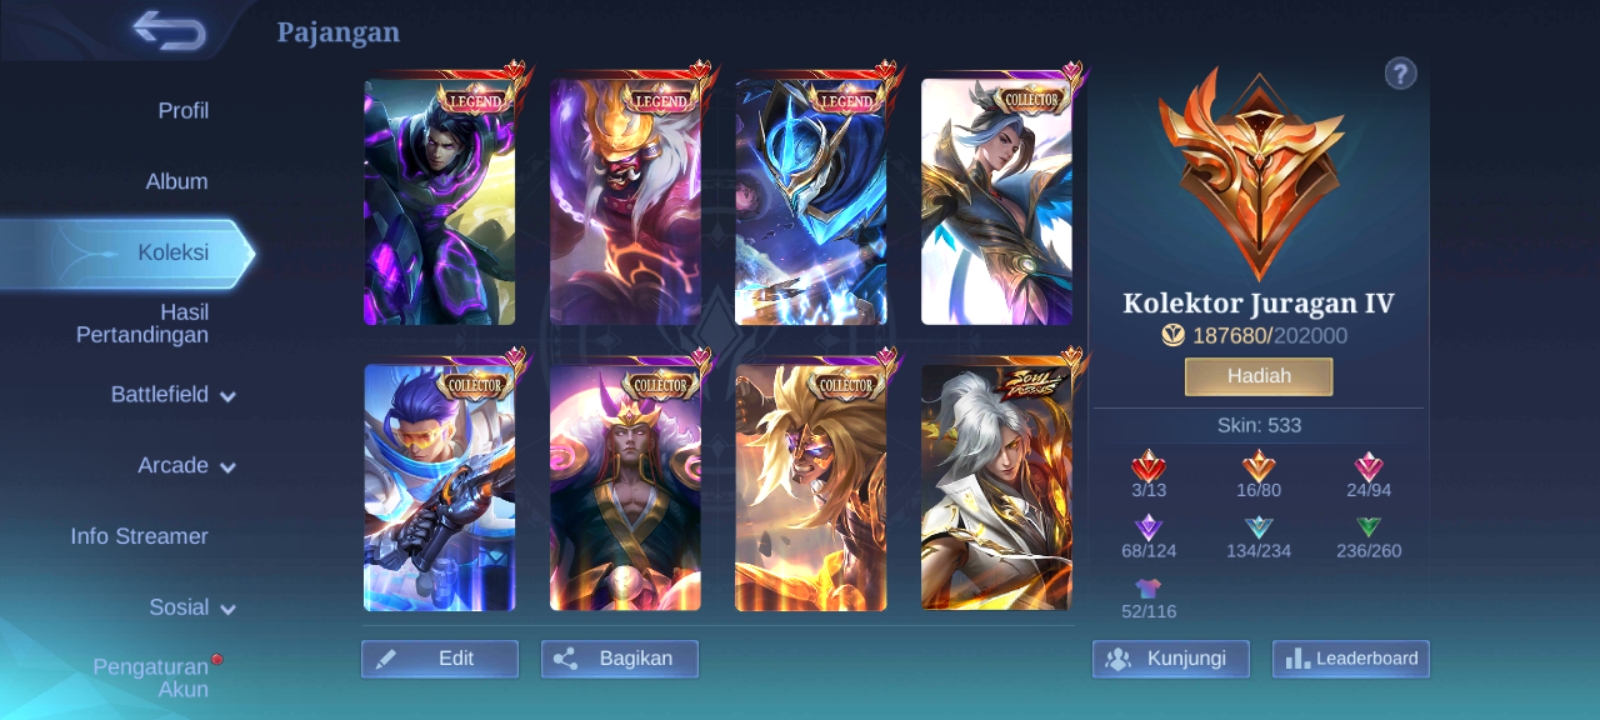 Pajangan
Profil
Album
Koleksi
Hasil
Pertandingan
Battlefield
Arcade
Info Streamer
Sosial
Pengaturan
Akun
LEGEND
LEGEND
LEGEND
COLLECTOR
COLLECTOR
COLLECTOR
COLLECTOR
SOUL
VESSELS
Edit
Bagikan
?
Kolektor Juragan IV
187680/202000
Hadiah
Skin: 533
3/13
16/80
24/94
68/124
134/234
236/260
52/116
Kunjungi
Leaderboard